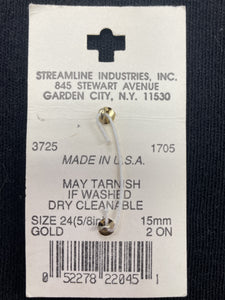 STREAMLINE INDUSTRIES, INC.
845 STEWART AVENUE
GARDEN CITY, N.Y. 11530
3725 1705
MADE IN U.S.A.
MAY TARNISH
IF WASHED
DRY CLEANABLE
SIZE 24(5/8in 15mm
GOLD 2 ON
0 52278 22045 1